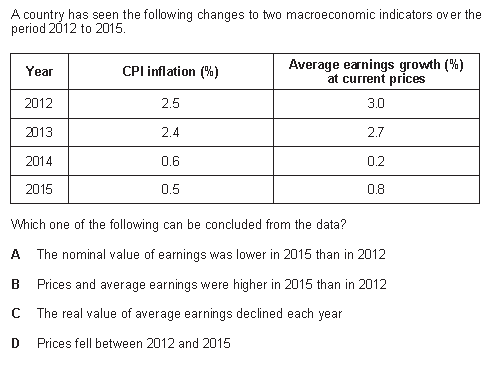 A country has seen the following changes to two macroeconomic indicators over the
period 2012 to 2015.
Year CPI inflation (%) Average earnings growth (%) at current prices
2012 2.5 3.0
2013 2.4 2.7
2014 0.6 0.2
2015 0.5 0.8
Which one of the following can be concluded from the data?
A The nominal value of earnings was lower in 2015 than in 2012
B Prices and average earnings were higher in 2015 than in 2012
C The real value of average earnings declined each year
D Prices fell between 2012 and 2015